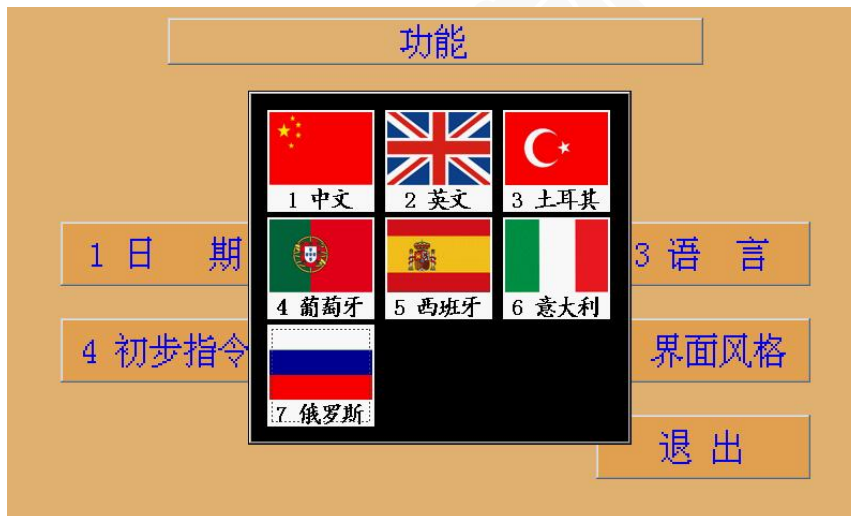 功能
1 中文
2 英文
3 土耳其
1 日 期
4 葡萄牙
5 西班牙
6 意大利
3 语 言
4 初步指令
7 俄罗斯
界面风格
退 出